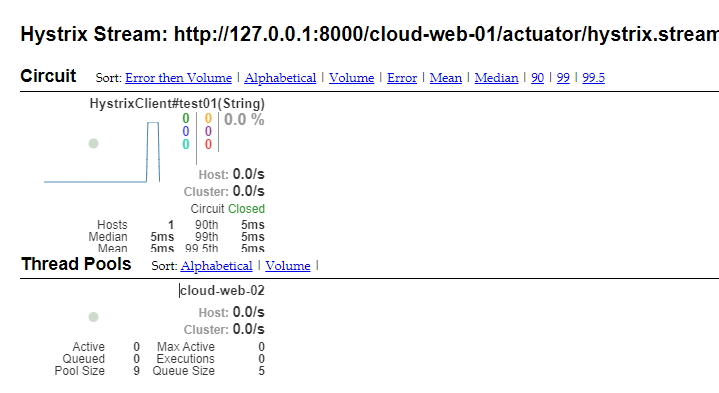 Hystrix Stream: http://127.0.0.1:8000/cloud-web-01/actuator/hystrix.stream
Circuit Sort: Error then Volume | Alphabetical | Volume | Error | Mean | Median | 90 | 99 | 99.5
HystrixClient#test01(String)
0 | 0 | 0.0 %
0 | 0
0 | 0
Host: 0.0/s
Cluster: 0.0/s
Circuit Closed
Hosts 1 90th 5ms
Median 5ms 99th 5ms
Mean 5ms 99.5th 5ms
Thread Pools Sort: Alphabetical | Volume |
cloud-web-02
Host: 0.0/s
Cluster: 0.0/s
Active 0 Max Active 0
Queued 0 Executions 0
Pool Size 9 Queue Size 5